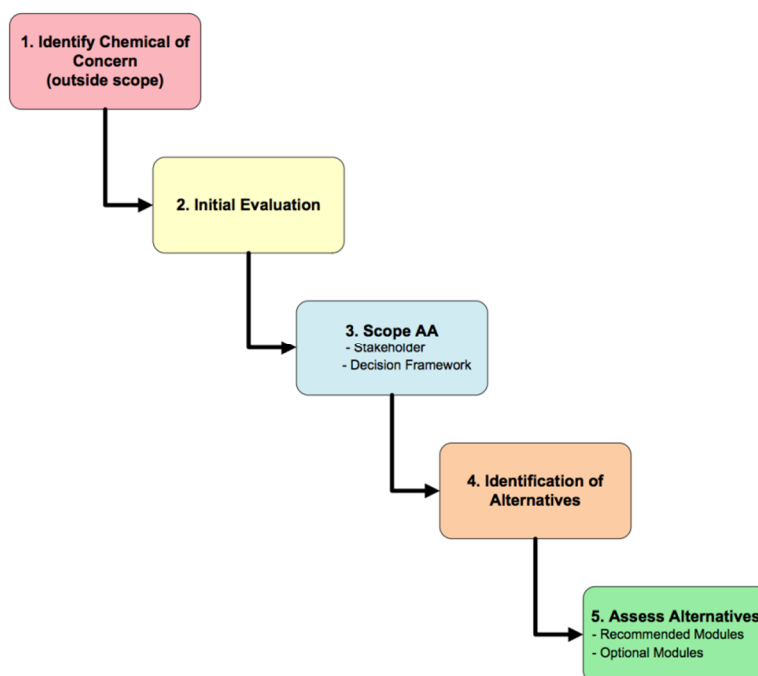 1. Identify Chemical of
Concern
(outside scope)
2. Initial Evaluation
3. Scope AA
- Stakeholder
- Decision Framework
4. Identification of
Alternatives
5. Assess Alternatives
- Recommended Modules
- Optional Modules